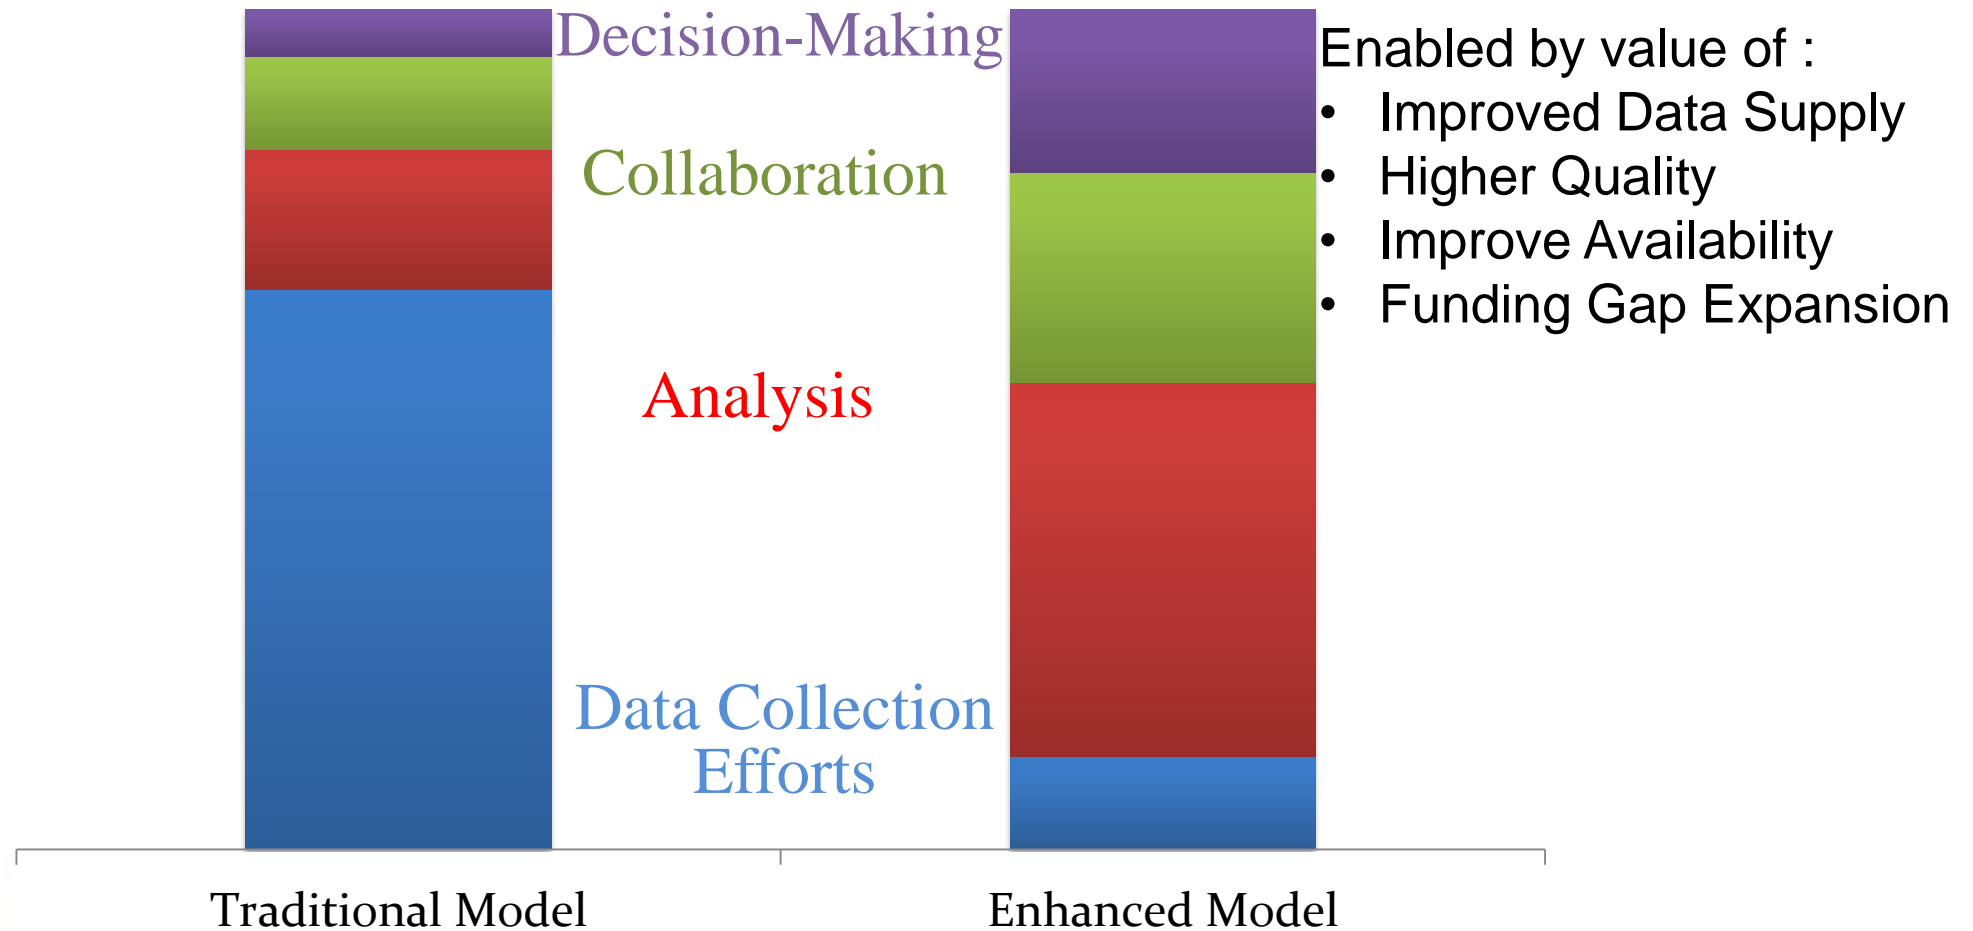 Decision-Making
Collaboration
Analysis
Data Collection
Efforts
Enabled by value of :
• Improved Data Supply
• Higher Quality
• Improve Availability
• Funding Gap Expansion
Traditional Model
Enhanced Model